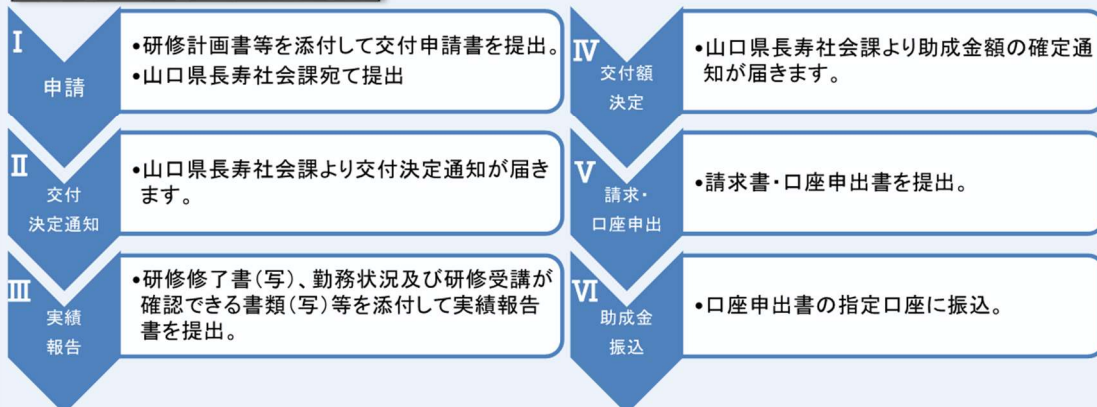 Ⅰ
申請
•研修計画書等を添付して交付申請書を提出。
•山口県長寿社会課宛て提出
Ⅱ
交付
決定通知
•山口県長寿社会課より交付決定通知が届き
ます。
Ⅲ
実績
報告
•研修修了書(写)、勤務状況及び研修受講が
確認できる書類(写)等を添付して実績報告
書を提出。
Ⅳ
交付額
決定
•山口県長寿社会課より助成金額の確定通
知が届きます。
Ⅴ
請求・
口座申出
•請求書・口座申出書を提出。
Ⅵ
助成金
振込
•口座申出書の指定口座に振込。